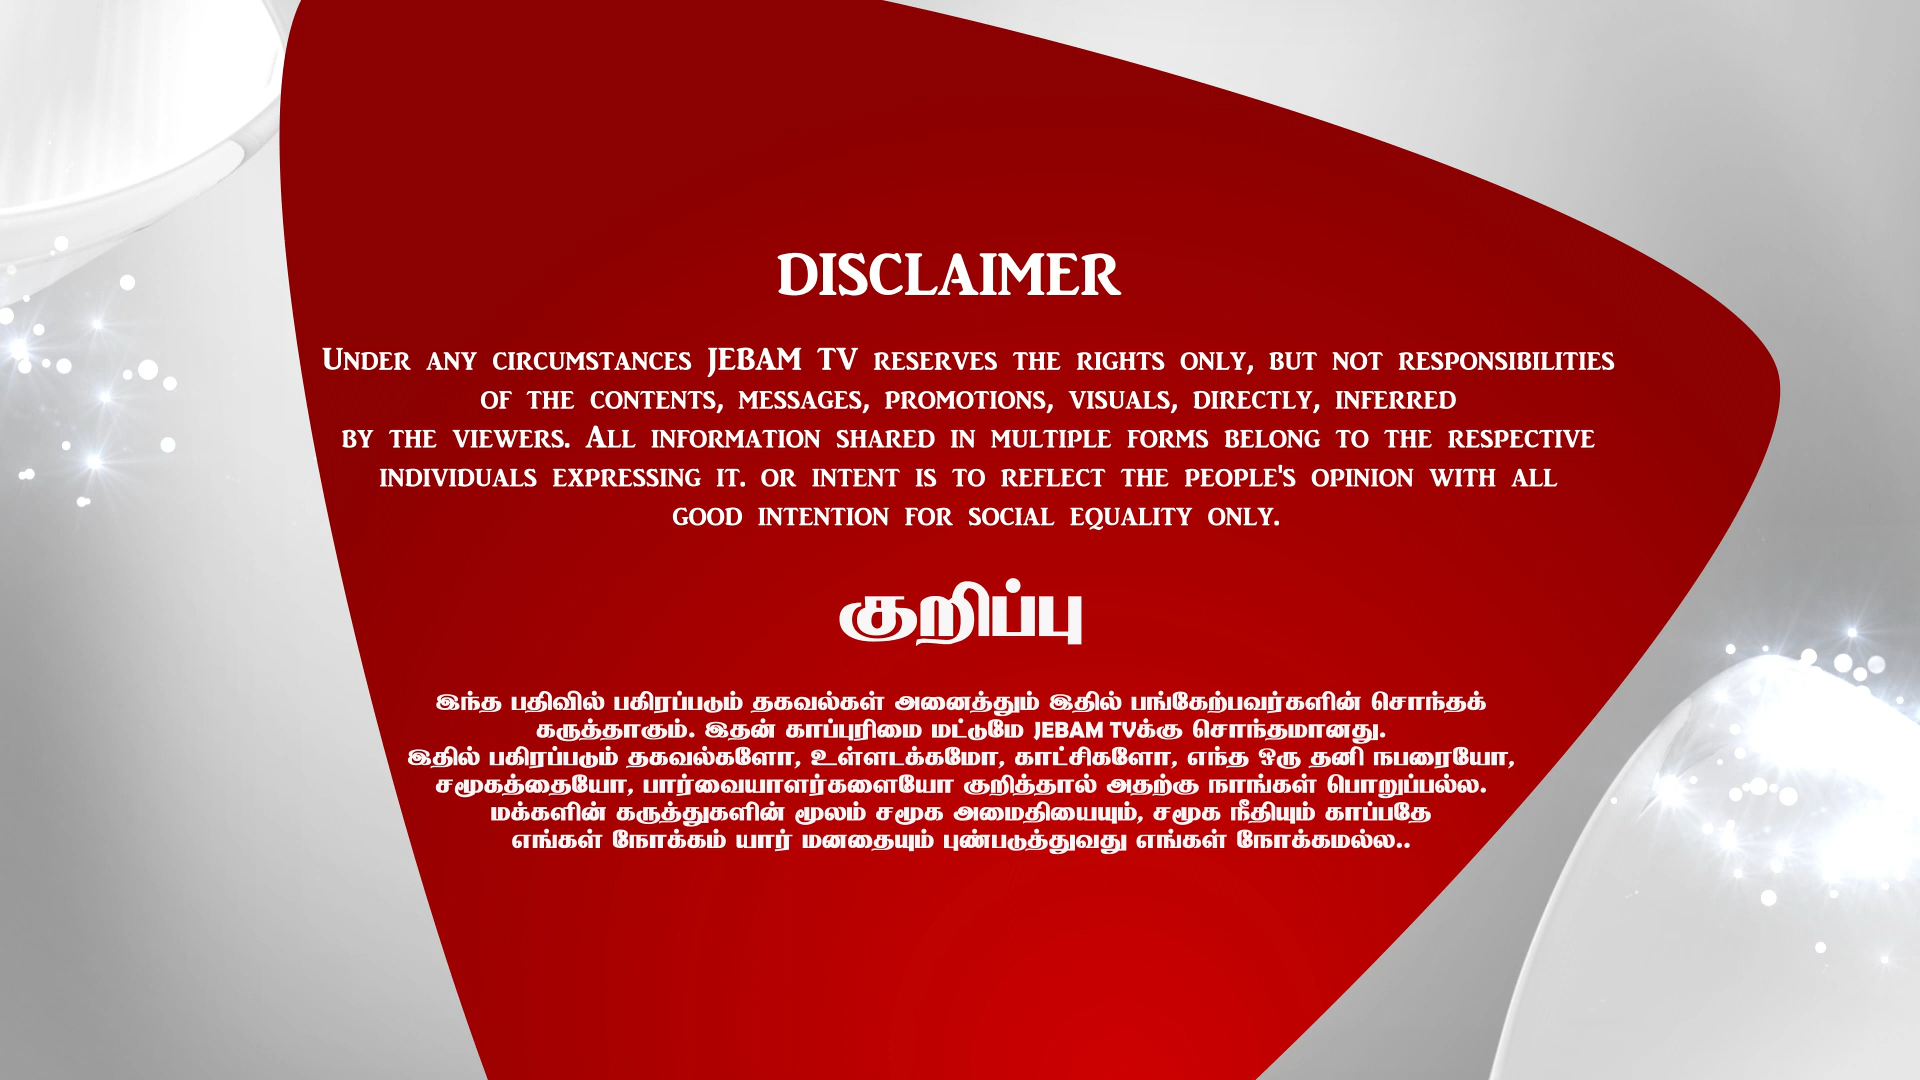 DISCLAIMER
Under any circumstances JEBAM TV reserves the rights only, but not responsibilities
of the contents, messages, promotions, visuals, directly, inferred
by the viewers. All information shared in multiple forms belong to the respective
individuals expressing it. or intent is to reflect the people's opinion with all
good intention for social equality only.
குறிப்பு
இந்த பதிவில் பகிரப்படும் தகவல்கள் அனைத்தும் இதில் பங்கேற்பவர்களின் சொந்தக்
கருத்தாகும். இதன் காப்புரிமை மட்டுமே JEBAM TVக்கு சொந்தமானது.
இதில் பகிரப்படும் தகவல்களோ, உள்ளடக்கமோ, காட்சிகளோ, எந்த ஒரு தனி நபரையோ,
சமூகத்தையோ, பார்வையாளர்களையோ குறித்தால் அதற்கு நாங்கள் பொறுப்பல்ல.
மக்களின் கருத்துகளின் மூலம் சமூக அமைதியையும், சமூக நீதியும் காப்பதே
எங்கள் நோக்கம் யார் மனதையும் புண்படுத்துவது எங்கள் நோக்கமல்ல..